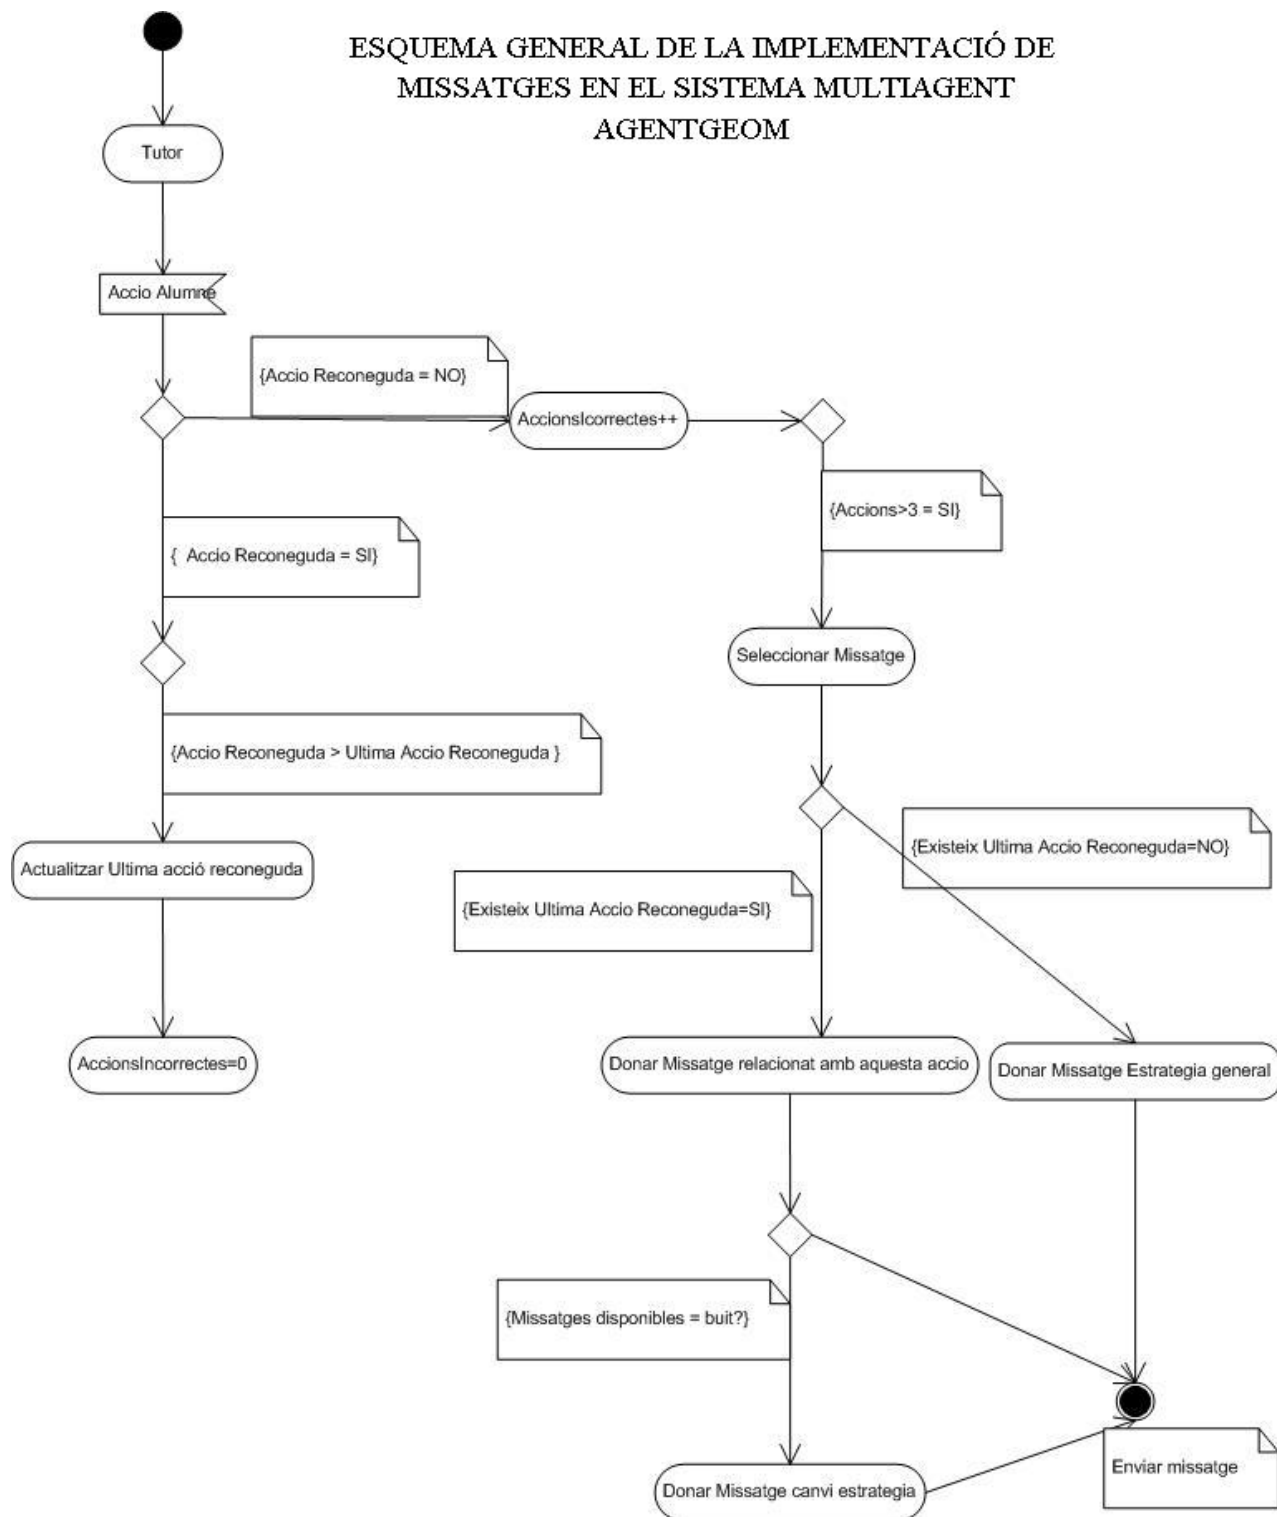 ESQUEMA GENERAL DE LA IMPLEMENTACIÓ DE
MISSATGES EN EL SISTEMA MULTIAGENT
AGENTGEOM
Tutor
Accio Alumne
{Accio Reconeguda = NO}
AccionsIcorrectes++
{Accions>3 = SI}
{ Accio Reconeguda = SI}
Seleccionar Missatge
{Accio Reconeguda > Ultima Accio Reconeguda }
{Existeix Ultima Accio Reconeguda=NO}
Actualitzar Ultima acció reconeguda
{Existeix Ultima Accio Reconeguda=SI}
AccionsIncorrectes=0
Donar Missatge relacionat amb aquesta accio
Donar Missatge Estrategia general
{Missatges disponibles = buit?}
Enviar missatge
Donar Missatge canvi estrategia